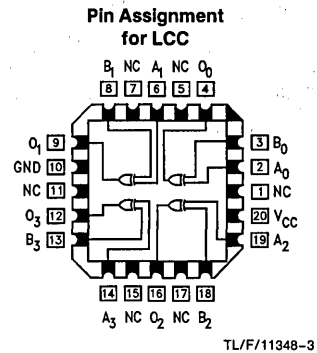 Pin Assignment
for LCC
B1 NC A1 NC O0
8 7 6 5 4
O1 9 3 B0
GND 10 2 A0
NC 11 1 NC
O3 12 20 VCC
B3 13 19 A2
14 15 16 17 18
A3 NC O2 NC B2
TL/F/11348-3